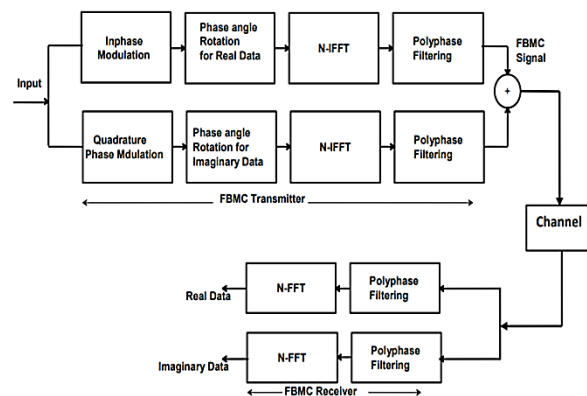 Input
Inphase
Modulation
Phase angle
Rotation
for Real Data
N-IFFT
Polyphase
Filtering
FBMC
Signal
+
Quadrature
Phase Mdulation
Phase angle
Rotation for
Imaginary Data
N-IFFT
Polyphase
Filtering
FBMC Transmitter
Channel
Real Data
N-FFT
Polyphase
Filtering
Imaginary Data
N-FFT
Polyphase
Filtering
FBMC Receiver